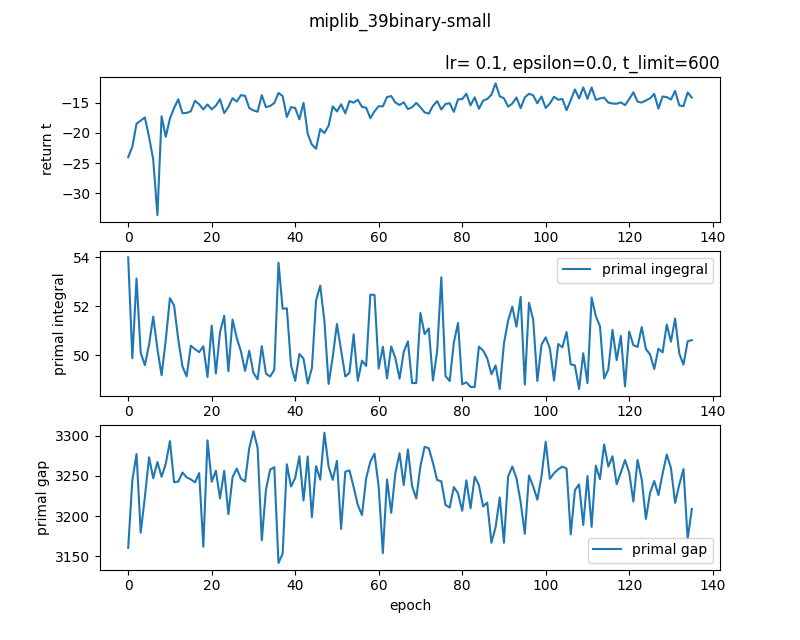 miplib_39binary-small
lr= 0.1, epsilon=0.0, t_limit=600
return t
−15
−20
−25
−30
0 20 40 60 80 100 120 140
primal integral
54
52
50
primal ingegral
0 20 40 60 80 100 120 140
primal gap
3300
3250
3200
3150
primal gap
0 20 40 60 80 100 120 140
epoch